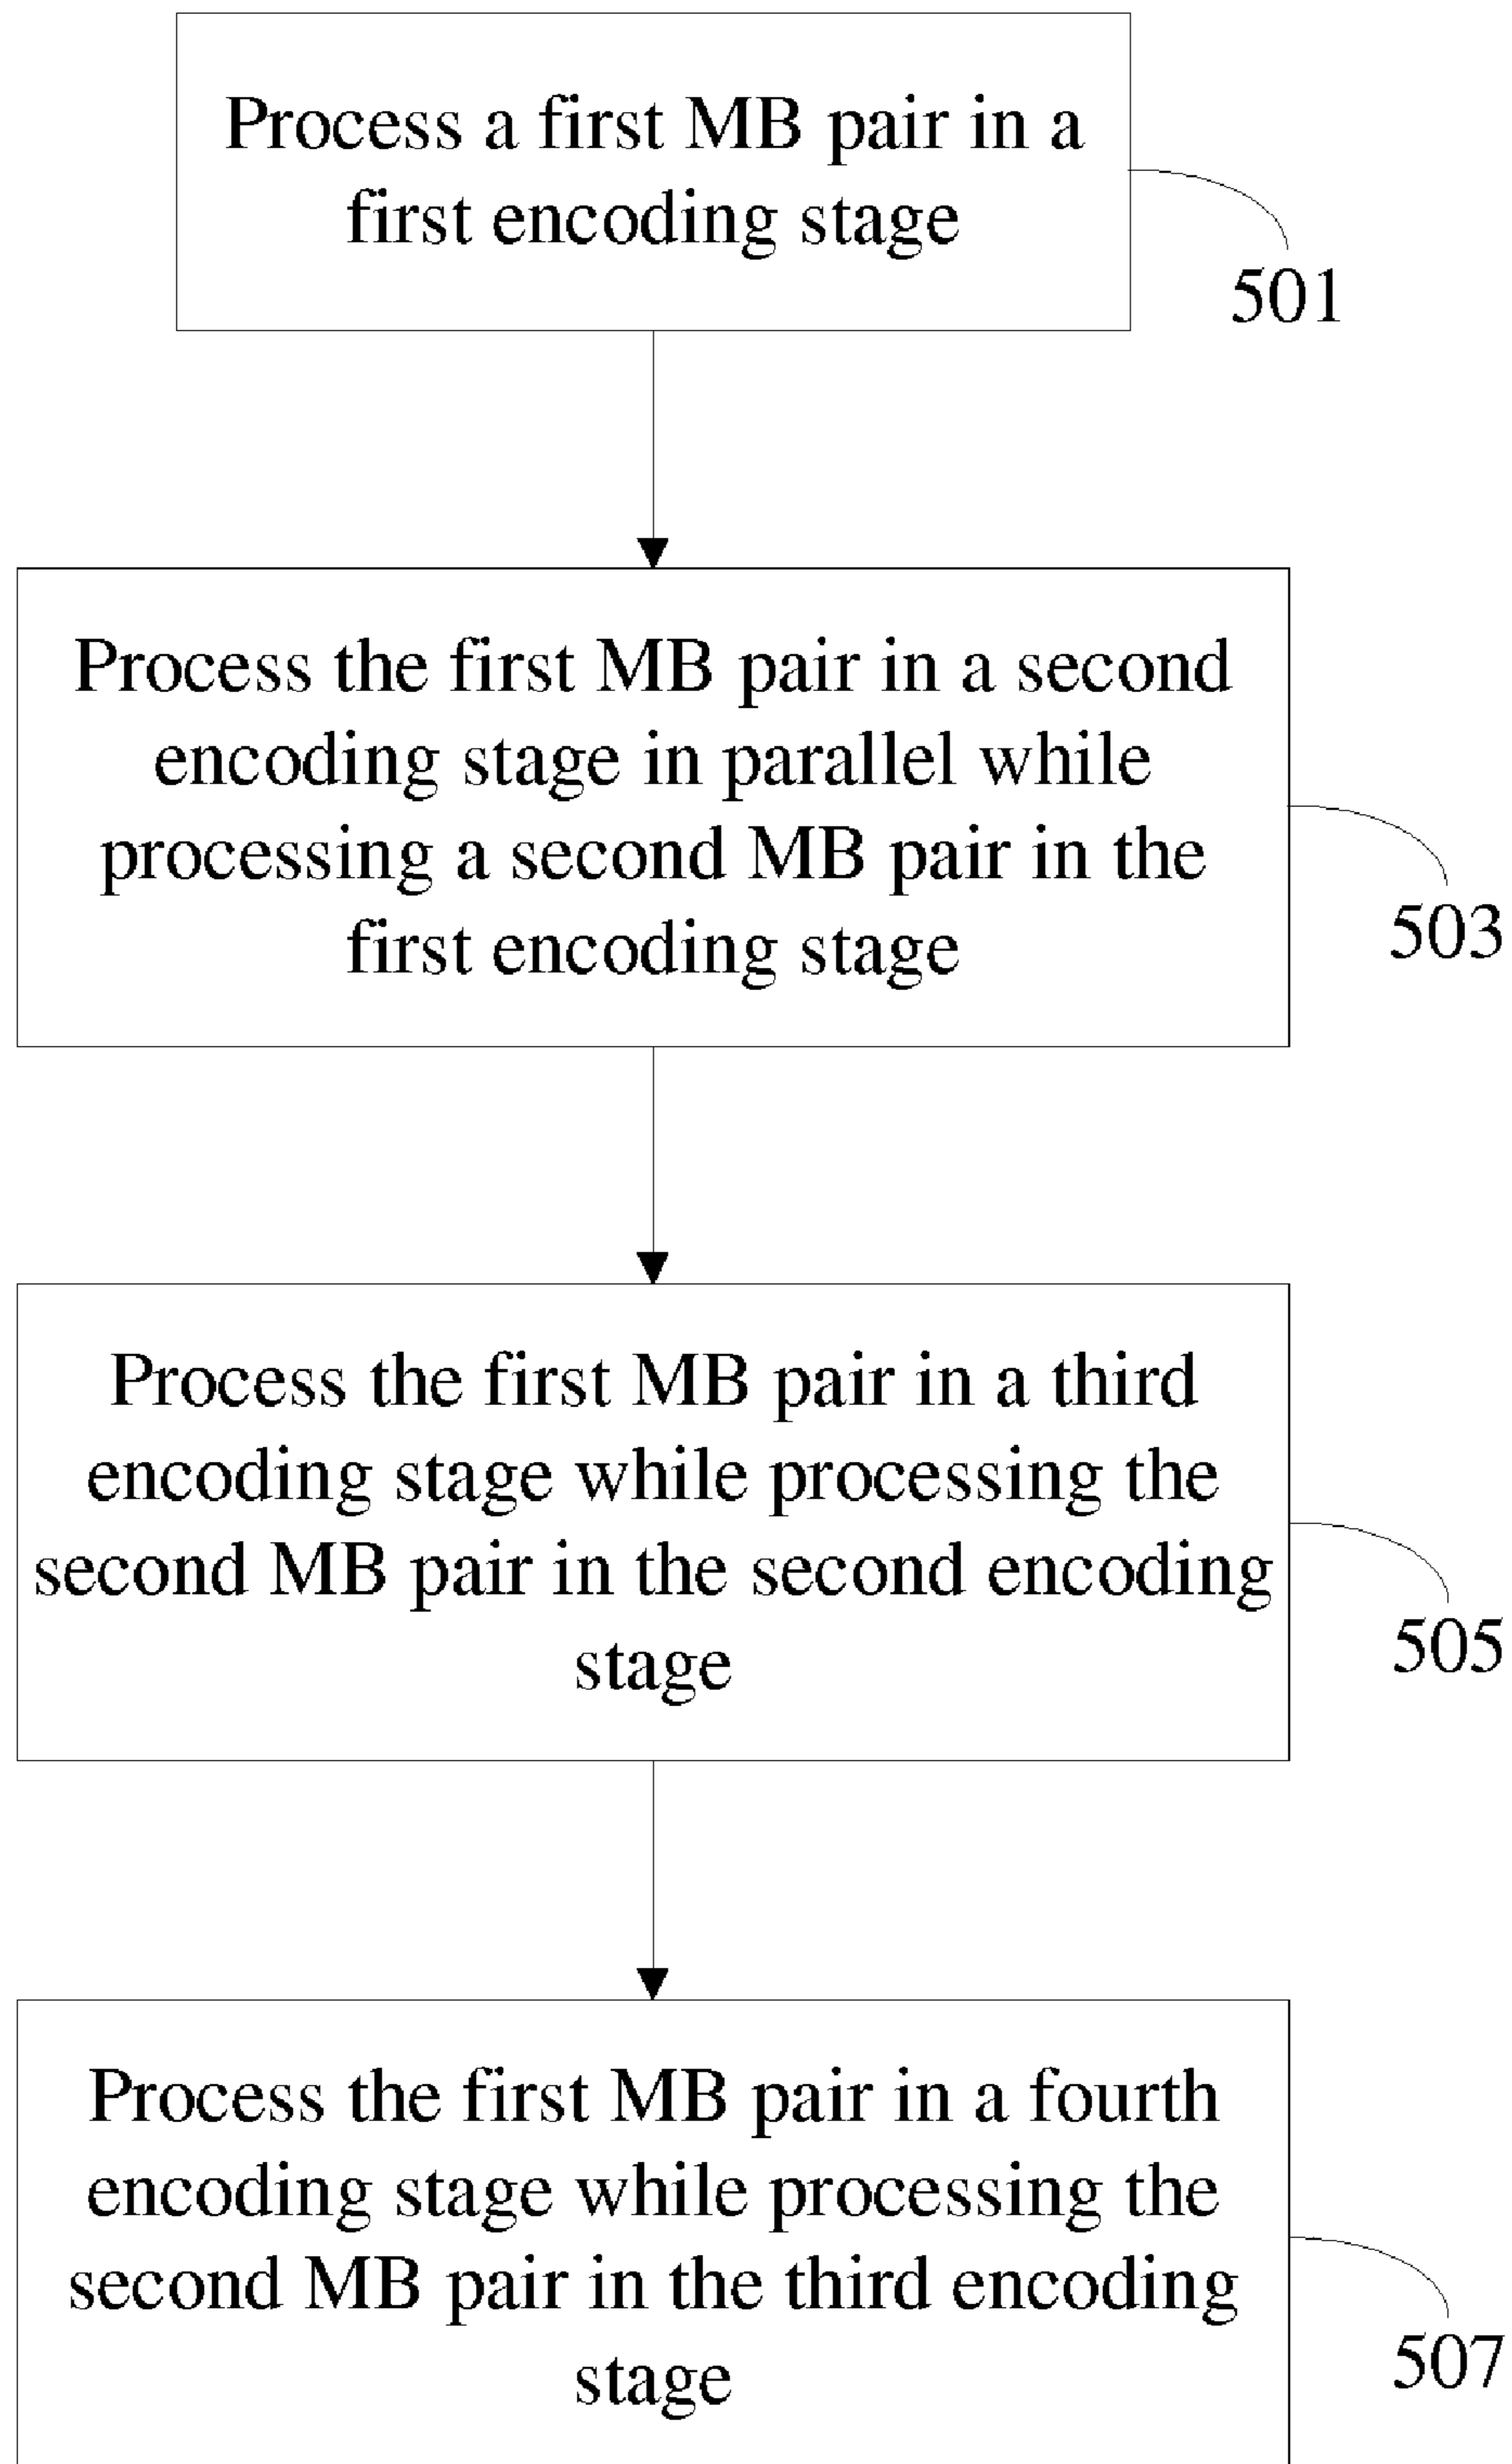 Process a first MB pair in a
first encoding stage
501
Process the first MB pair in a second
encoding stage in parallel while
processing a second MB pair in the
first encoding stage
503
Process the first MB pair in a third
encoding stage while processing the
second MB pair in the second encoding
stage
505
Process the first MB pair in a fourth
encoding stage while processing the
second MB pair in the third encoding
stage
507